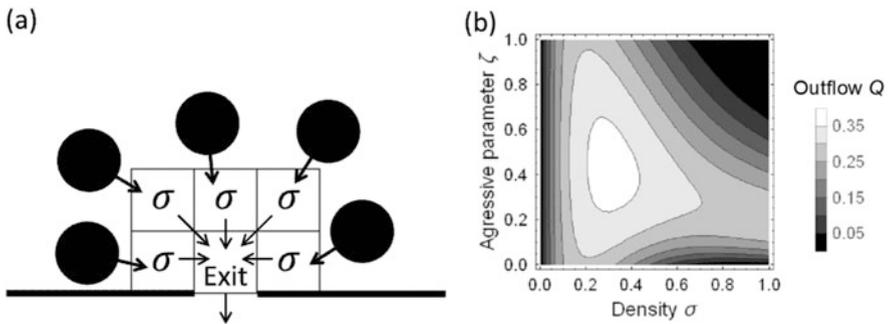 (a)
σ σ σ
σ Exit σ
(b)
Agressive parameter ζ
1.0
0.8
0.6
0.4
0.2
0.0
0.0 0.2 0.4 0.6 0.8 1.0
Density σ
Outflow Q
0.35
0.25
0.15
0.05